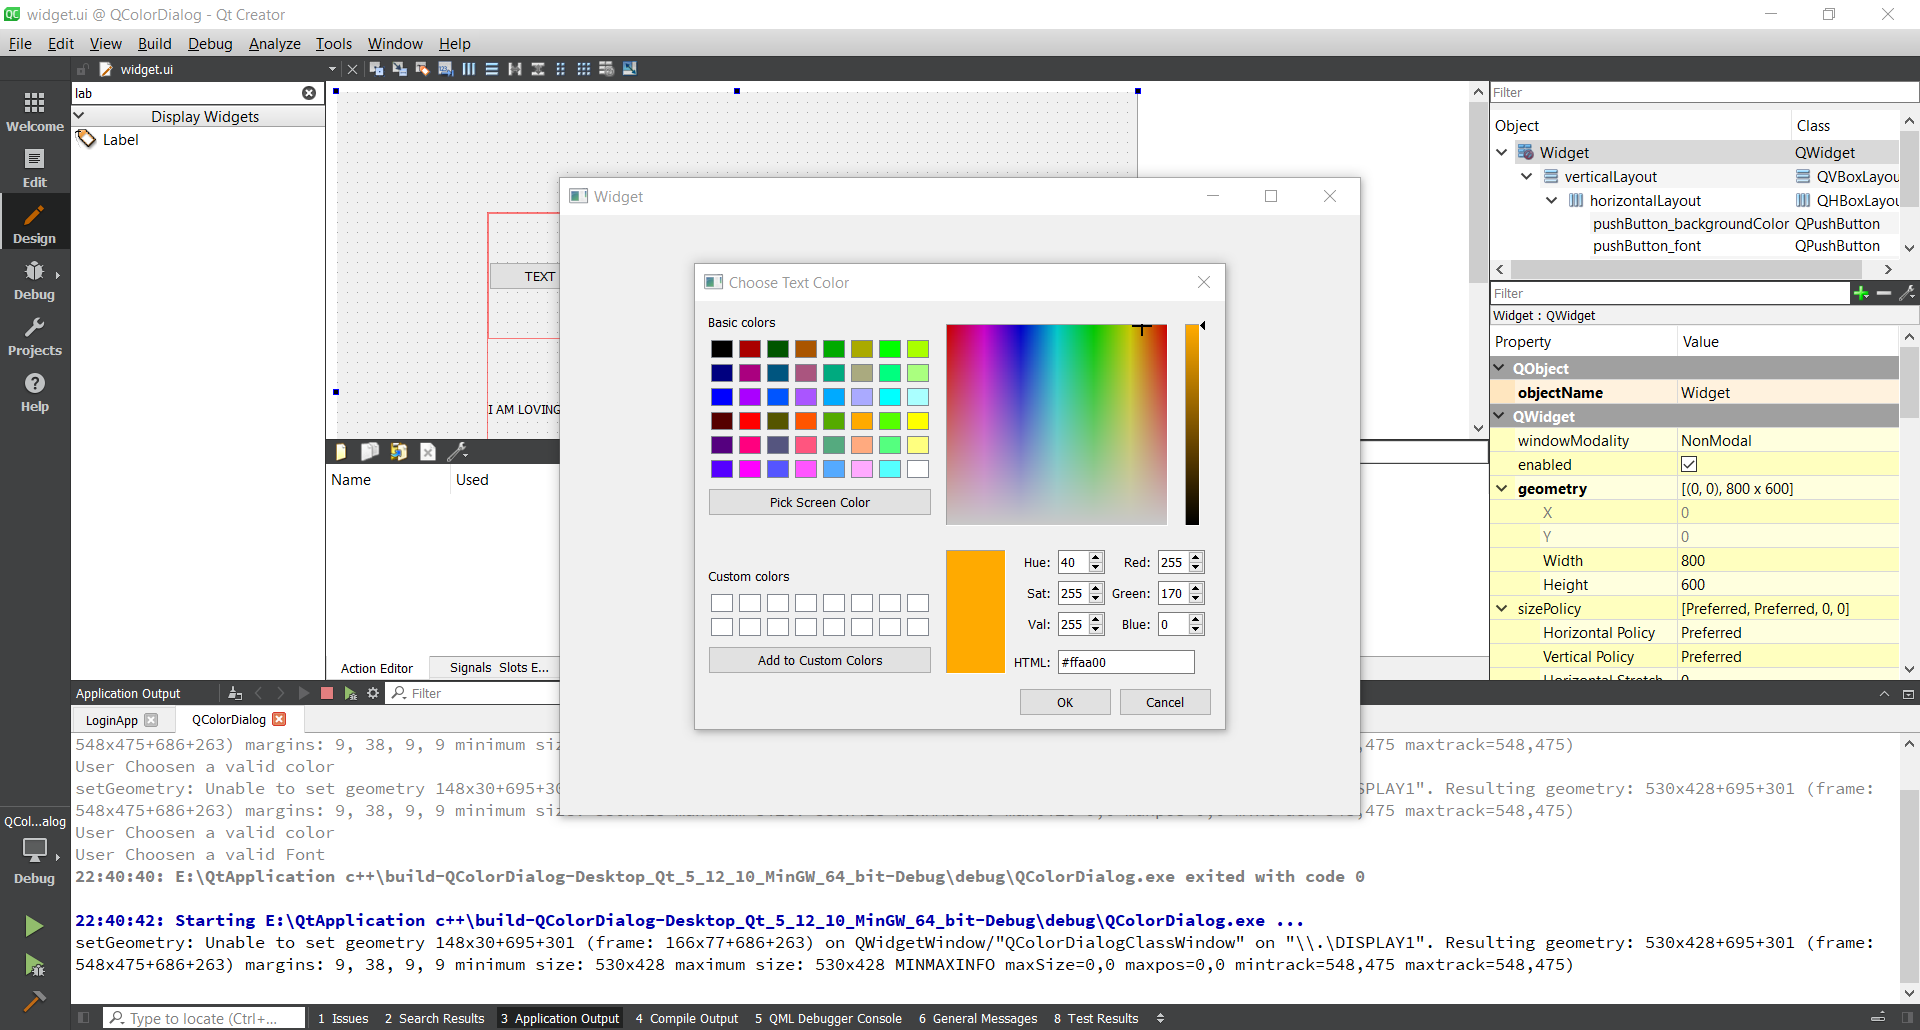 widget.ui @ QColorDialog - Qt Creator
File Edit View Build Debug Analyze Tools Window Help
widget.ui
Welcome
Edit
Design
Debug
Projects
Help
QCol...alog
Debug
lab
Display Widgets
Label
TEXT
I AM LOVING
Name Used
Action Editor Signals Slots E...
Widget
Choose Text Color
Basic colors
Pick Screen Color
Custom colors
Add to Custom Colors
Hue: 40 Red: 255
Sat: 255 Green: 170
Val: 255 Blue: 0
HTML: #ffaa00
OK Cancel
Filter
Object Class
Widget QWidget
verticalLayout QVBoxLayou
horizontalLayout QHBoxLayou
pushButton_backgroundColor QPushButton
pushButton_font QPushButton
Filter
Widget : QWidget
Property Value
QObject
objectName Widget
QWidget
windowModality NonModal
enabled
geometry [(0, 0), 800 x 600]
X 0
Y 0
Width 800
Height 600
sizePolicy [Preferred, Preferred, 0, 0]
Horizontal Policy Preferred
Vertical Policy Preferred
Horizontal Stretch 0
Application Output Filter
LoginApp QColorDialog
548x475+686+263) margins: 9, 38, 9, 9 minimum siz ,475 maxtrack=548,475)
User Choosen a valid color
setGeometry: Unable to set geometry 148x30+695+30 SPLAY1". Resulting geometry: 530x428+695+301 (frame:
548x475+686+263) margins: 9, 38, 9, 9 ,475 maxtrack=548,475)
User Choosen a valid color
User Choosen a valid Font
22:40:40: E:\QtApplication c++\build-QColorDialog-Desktop_Qt_5_12_10_MinGW_64_bit-Debug\debug\QColorDialog.exe exited with code 0
22:40:42: Starting E:\QtApplication c++\build-QColorDialog-Desktop_Qt_5_12_10_MinGW_64_bit-Debug\debug\QColorDialog.exe ...
setGeometry: Unable to set geometry 148x30+695+301 (frame: 166x77+686+263) on QWidgetWindow/"QColorDialogClassWindow" on "\\.\DISPLAY1". Resulting geometry: 530x428+695+301 (frame:
548x475+686+263) margins: 9, 38, 9, 9 minimum size: 530x428 maximum size: 530x428 MINMAXINFO maxSize=0,0 maxpos=0,0 mintrack=548,475 maxtrack=548,475)
Type to locate (Ctrl+... 1 Issues 2 Search Results 3 Application Output 4 Compile Output 5 QML Debugger Console 6 General Messages 8 Test Results